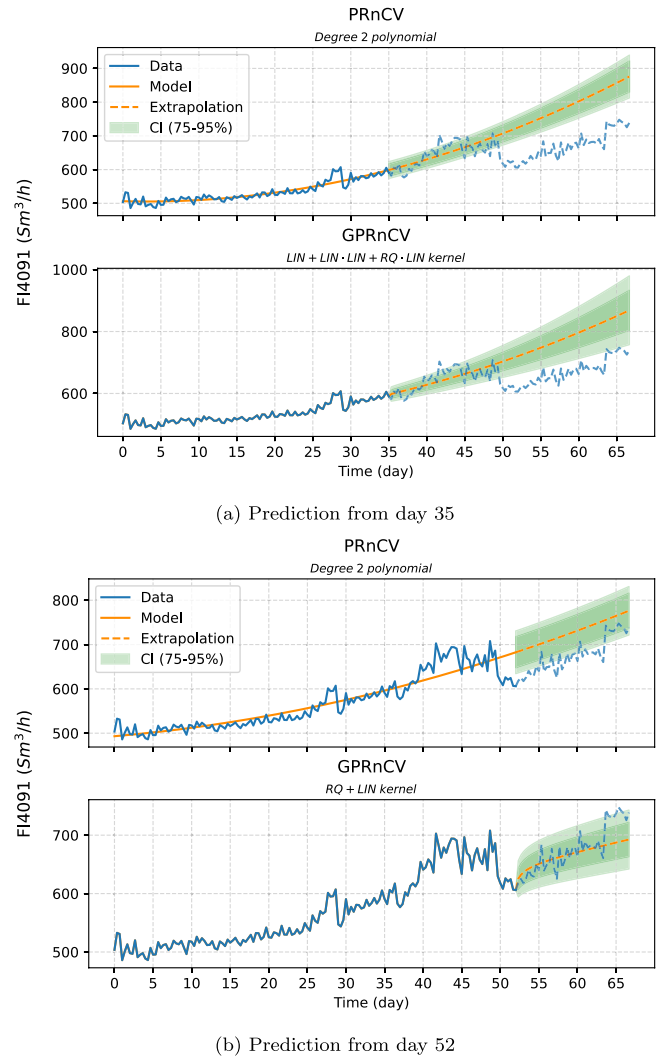 PRnCV
Degree 2 polynomial
900
800
700
600
500
Data
Model
Extrapolation
CI (75-95%)
GPRnCV
LIN + LIN · LIN + RQ · LIN kernel
1000
800
600
FI4091 (Sm³/h)
0 5 10 15 20 25 30 35 40 45 50 55 60 65
Time (day)
(a) Prediction from day 35
PRnCV
Degree 2 polynomial
800
700
600
500
Data
Model
Extrapolation
CI (75-95%)
GPRnCV
RQ + LIN kernel
700
600
500
FI4091 (Sm³/h)
0 5 10 15 20 25 30 35 40 45 50 55 60 65
Time (day)
(b) Prediction from day 52